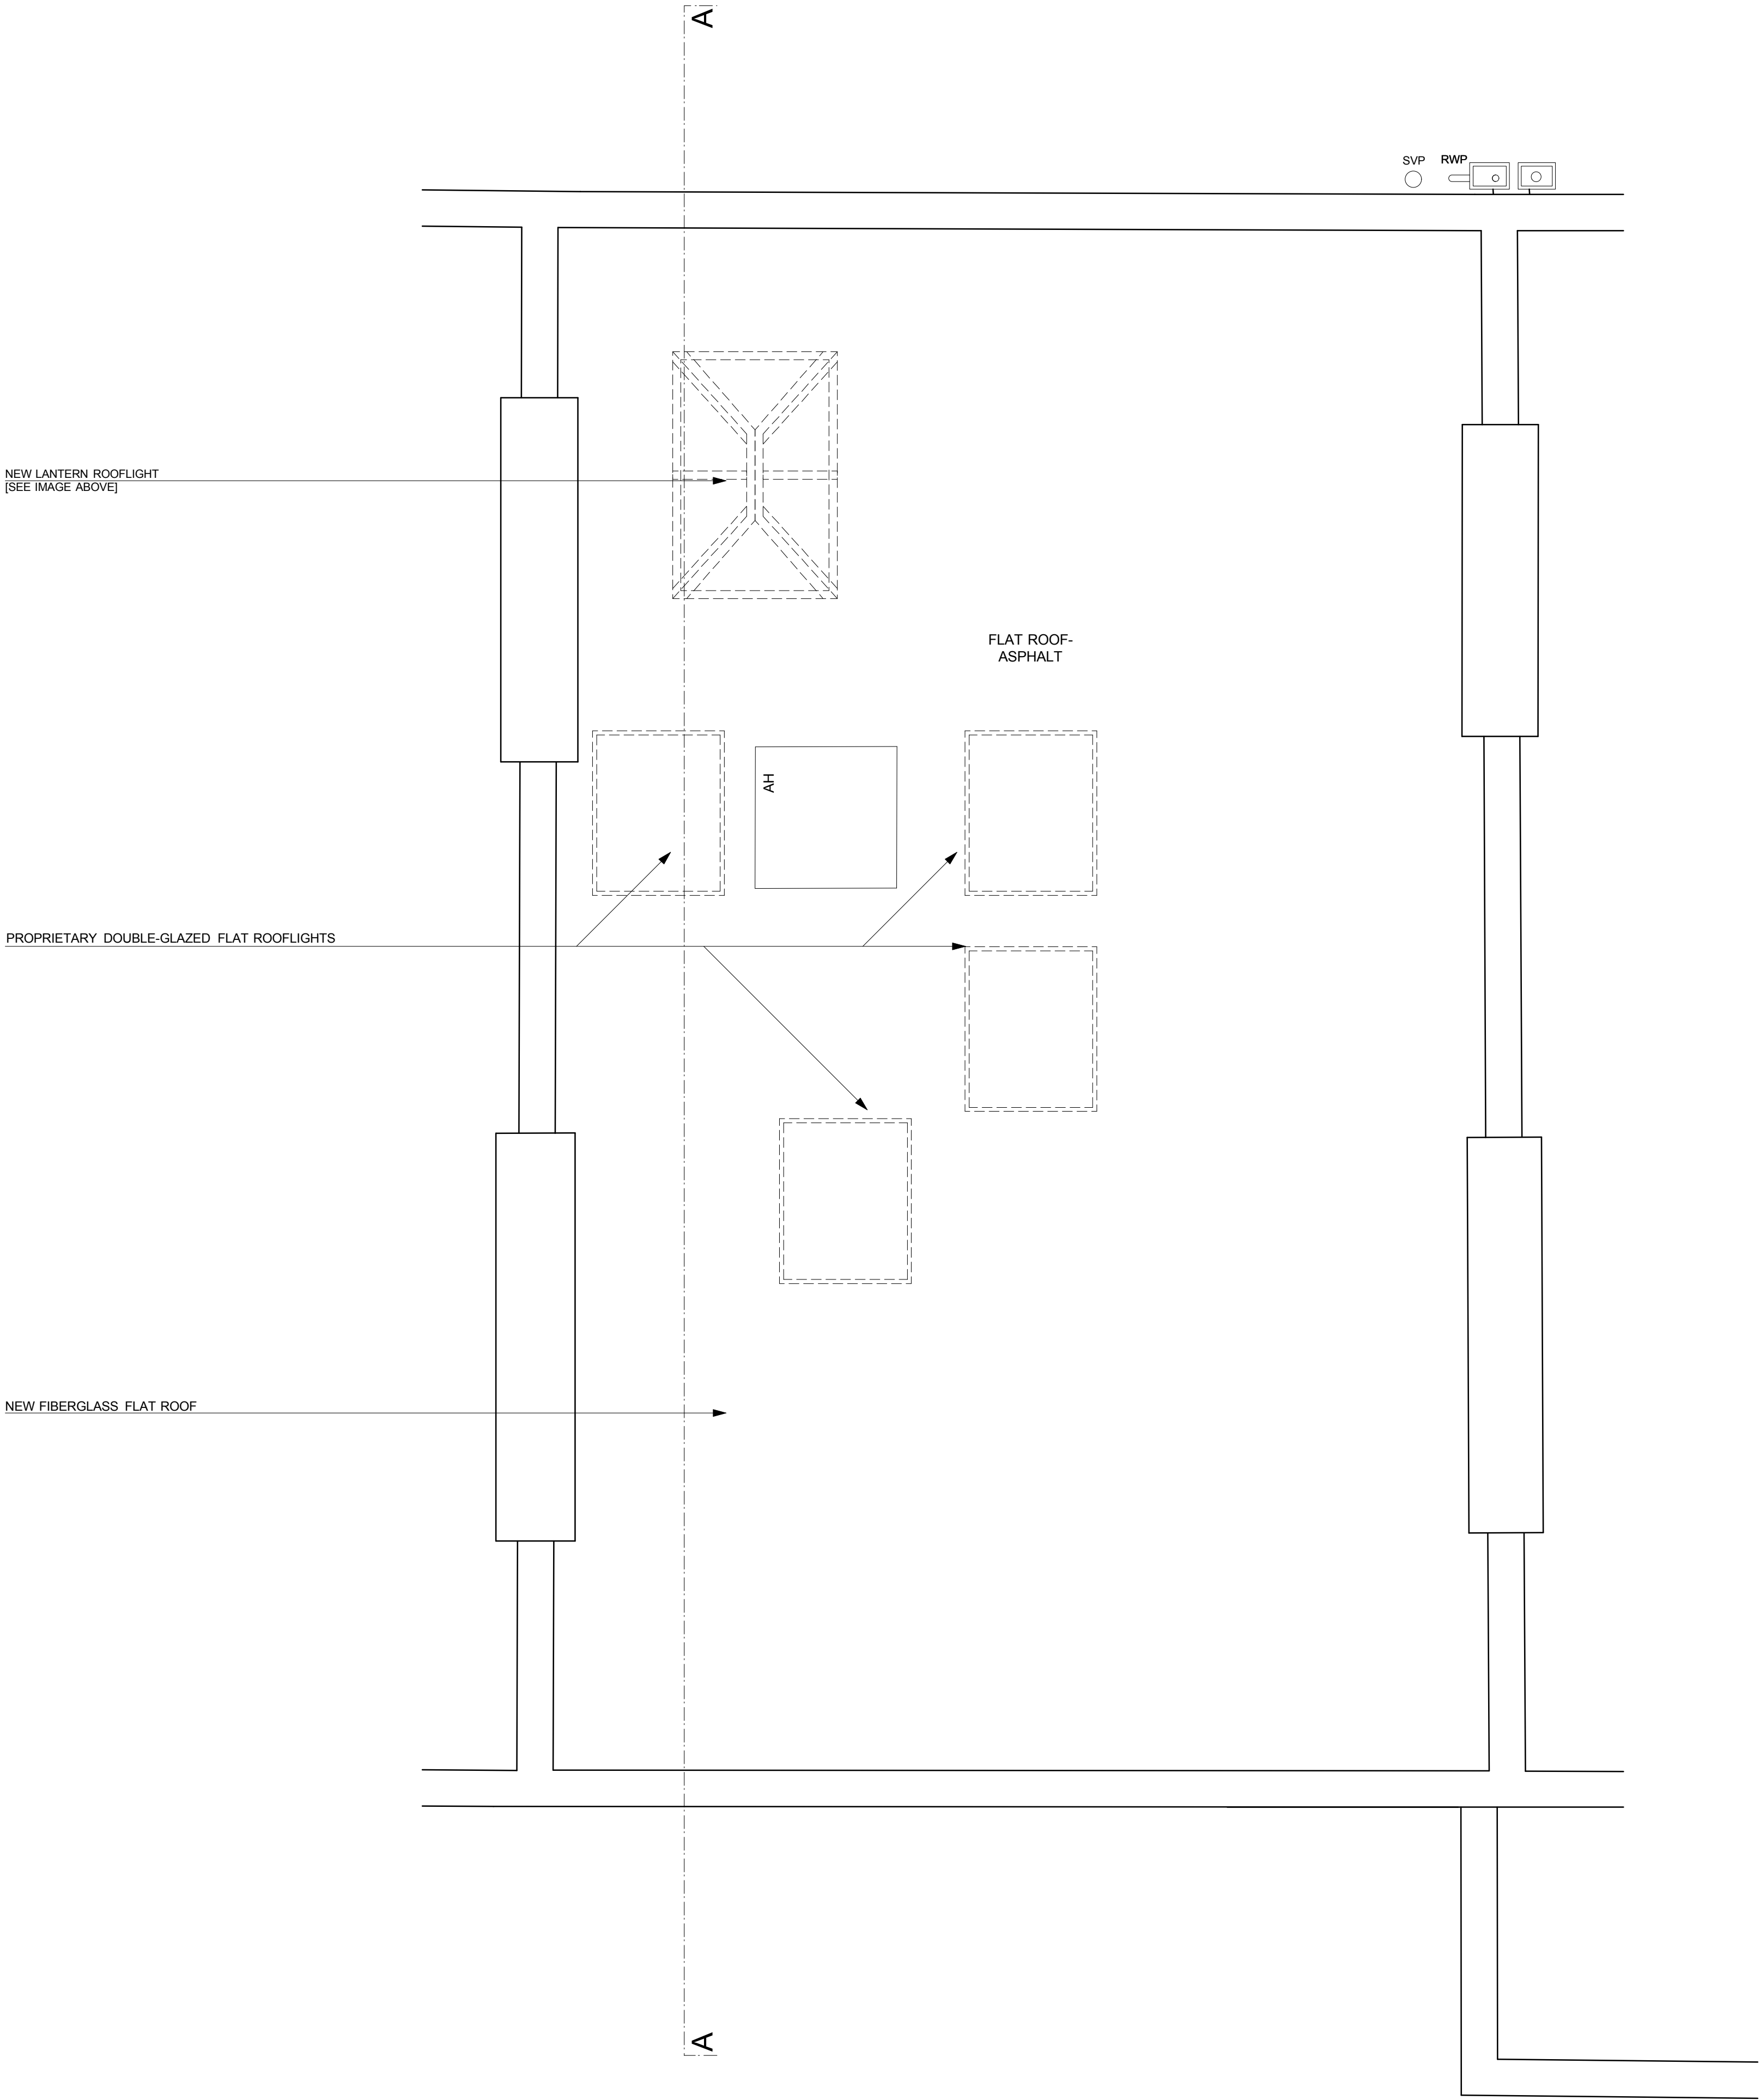 A
SVP
RWP
NEW LANTERN ROOFLIGHT
[SEE IMAGE ABOVE]
FLAT ROOF-
ASPHALT
AH
PROPRIETARY DOUBLE-GLAZED FLAT ROOFLIGHTS
NEW FIBERGLASS FLAT ROOF
A